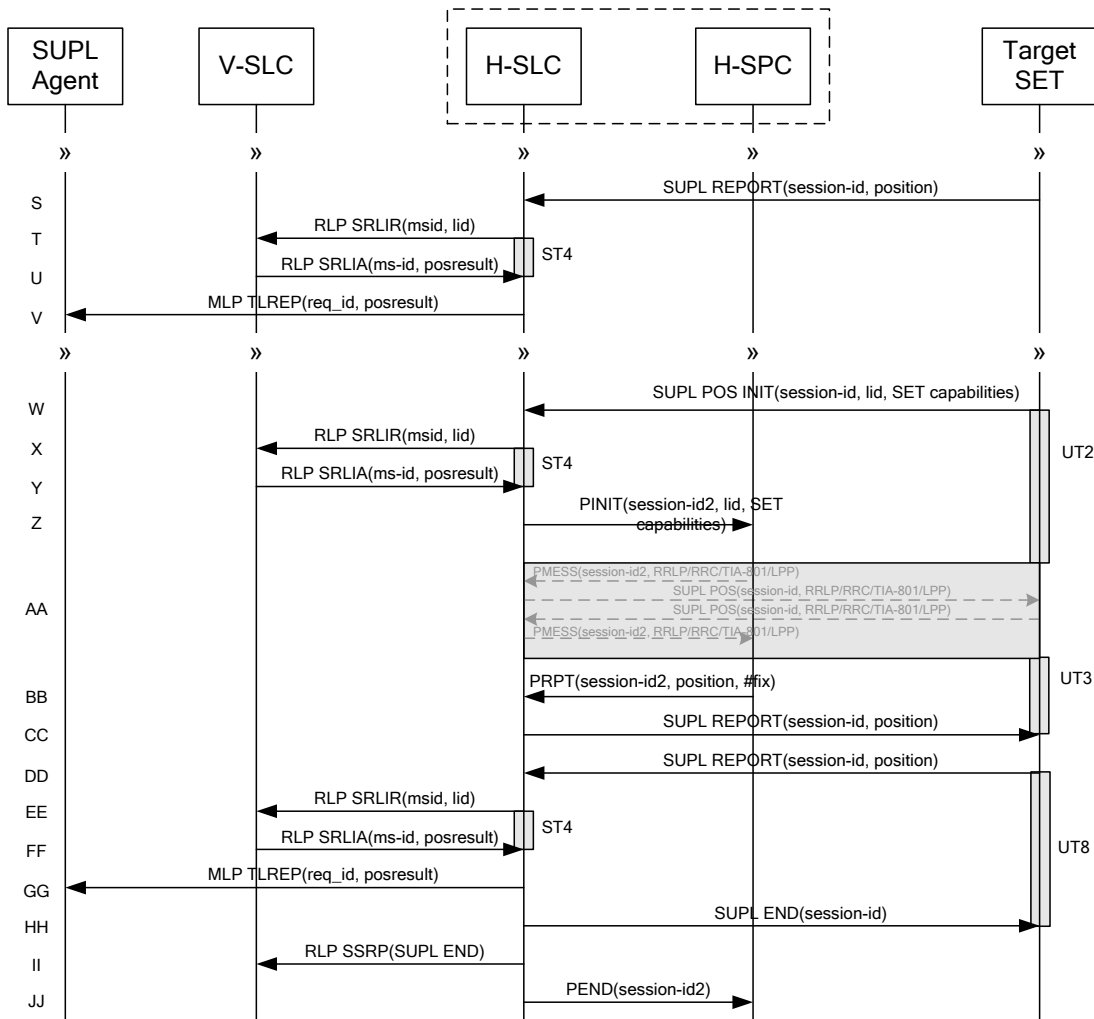 SUPL
Agent
V-SLC
H-SLC
H-SPC
Target
SET
» » » » »
S
SUPL REPORT(session-id, position)
T
RLP SRLIR(msid, lid)
ST4
U
RLP SRLIA(ms-id, posresult)
V
MLP TLREP(req_id, posresult)
» » » » »
W
SUPL POS INIT(session-id, lid, SET capabilities)
X
RLP SRLIR(msid, lid)
ST4
UT2
Y
RLP SRLIA(ms-id, posresult)
Z
PINIT(session-id2, lid, SET
capabilities)
AA
PMESS(session-id2, RRLP/RRC/TIA-801/LPP)
SUPL POS(session-id, RRLP/RRC/TIA-801/LPP)
SUPL POS(session-id, RRLP/RRC/TIA-801/LPP)
PMESS(session-id2, RRLP/RRC/TIA-801/LPP)
BB
PRPT(session-id2, position, #fix)
UT3
CC
SUPL REPORT(session-id, position)
DD
SUPL REPORT(session-id, position)
EE
RLP SRLIR(msid, lid)
ST4
FF
RLP SRLIA(ms-id, posresult)
UT8
GG
MLP TLREP(req_id, posresult)
HH
SUPL END(session-id)
II
RLP SSRP(SUPL END)
JJ
PEND(session-id2)